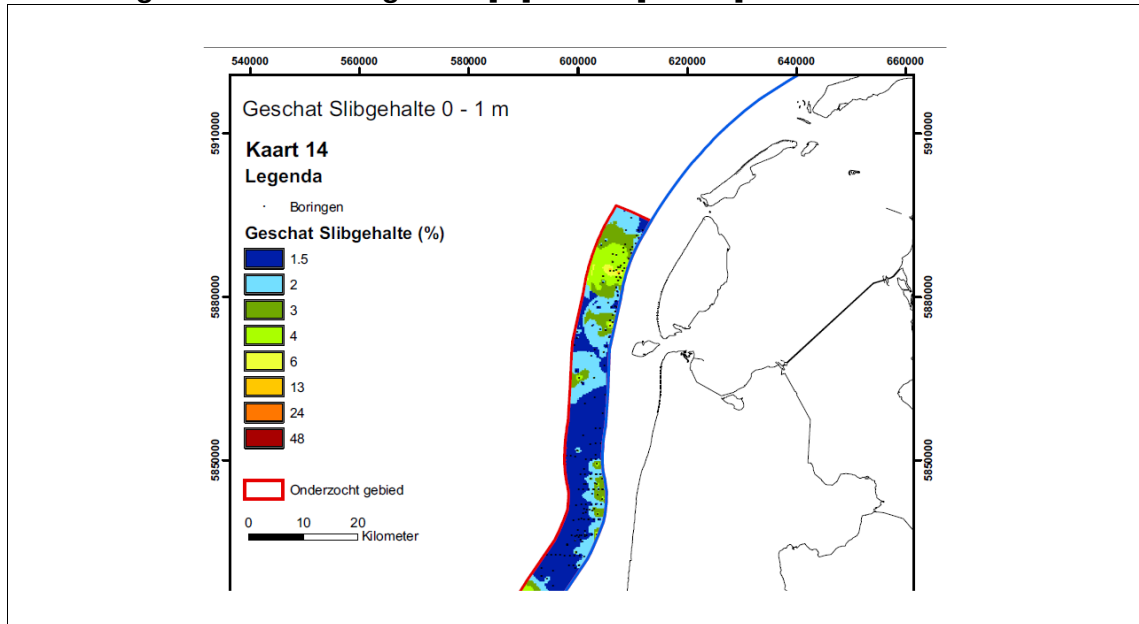 540000 560000 580000 600000 620000 640000 660000
Geschat Slibgehalte 0 - 1 m
5910000 5910000
Kaart 14
Legenda
Boringen
Geschat Slibgehalte (%)
1.5
2
3
4
6
13
24
48
5880000 5880000
5850000 5850000
Onderzocht gebied
0 10 20
Kilometer